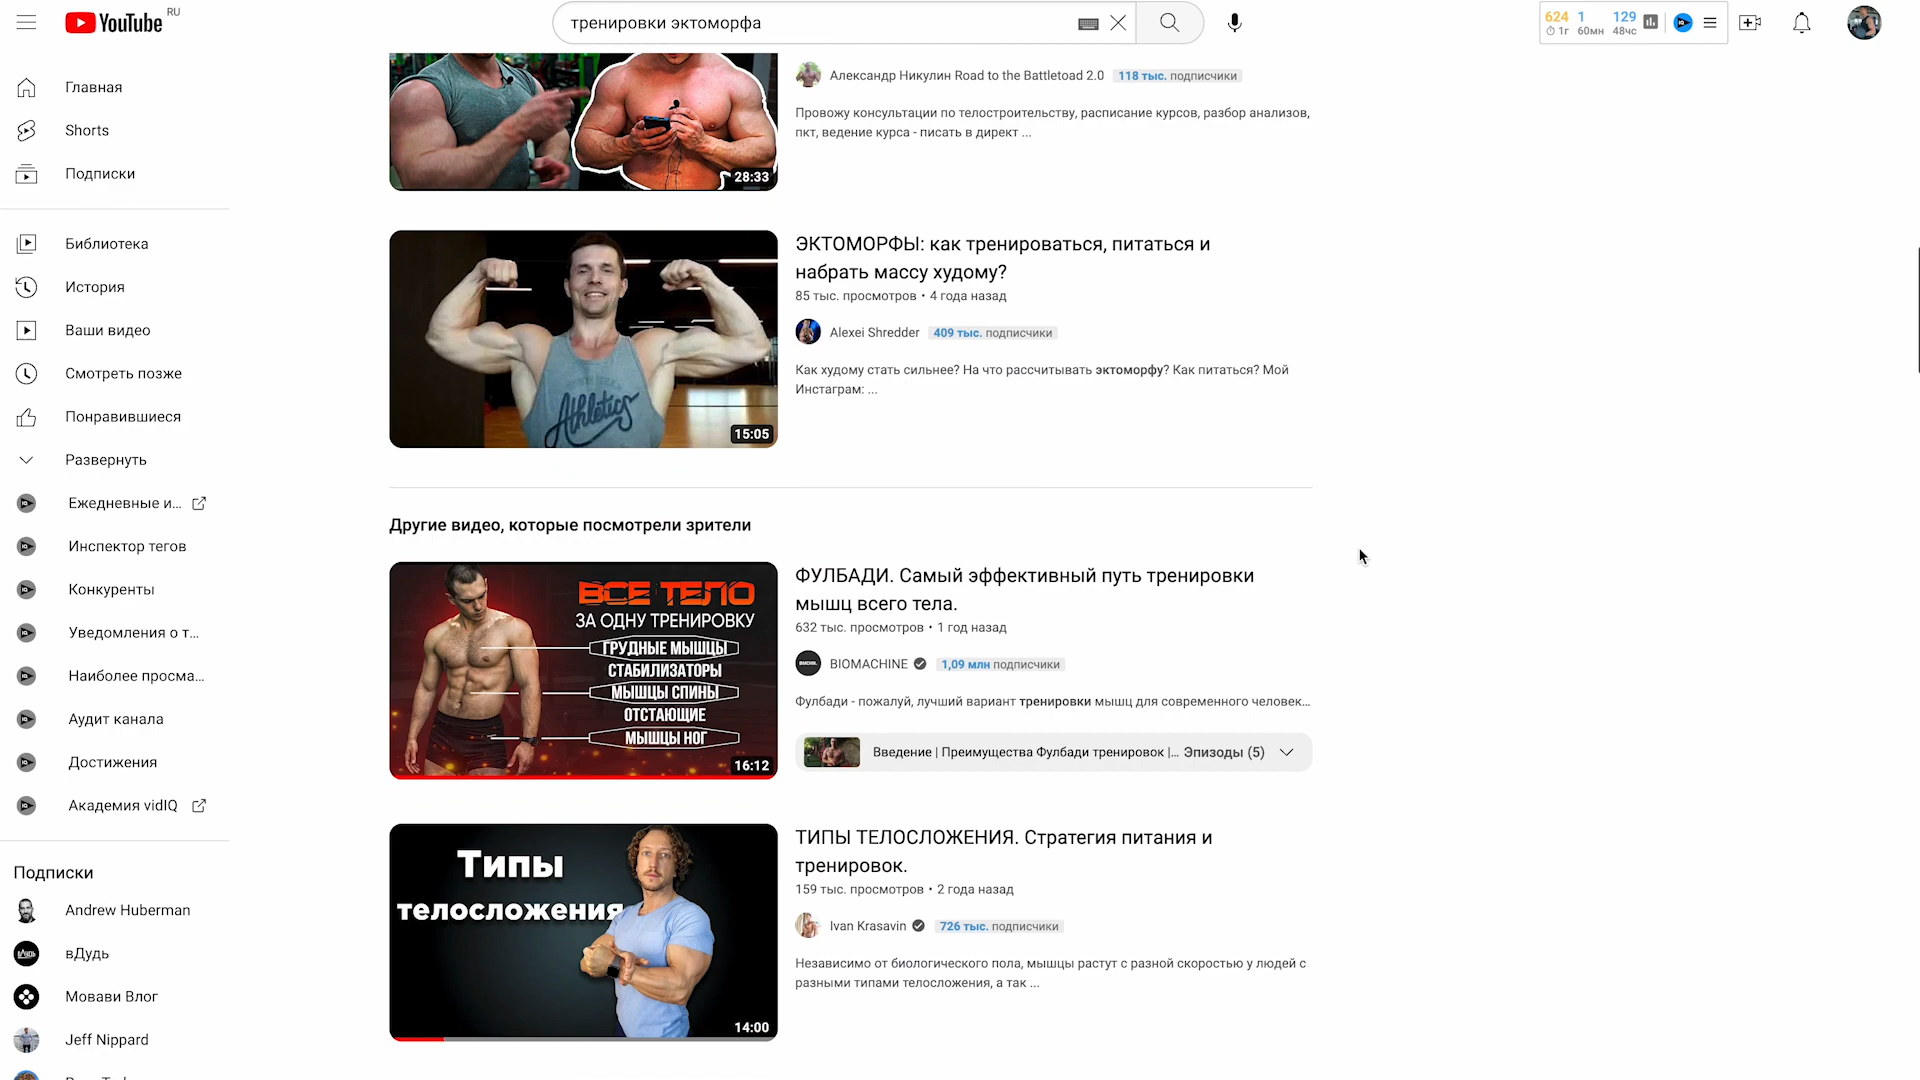 YouTube RU
тренировки эктоморфа
624 1 129
1г 60мн 48чс
Главная
Shorts
Подписки
Библиотека
История
Ваши видео
Смотреть позже
Понравившиеся
Развернуть
Ежедневные и...
Инспектор тегов
Конкуренты
Уведомления о т...
Наиболее просма...
Аудит канала
Достижения
Академия vidIQ
Подписки
Andrew Huberman
вДудь
Мовави Влог
Jeff Nippard
28:33
Александр Никулин Road to the Battletoad 2.0 118 тыс. подписчики
Провожу консультации по телостроительству, расписание курсов, разбор анализов,
пкт, ведение курса - писать в директ ...
Athletics
15:05
ЭКТОМОРФЫ: как тренироваться, питаться и
набрать массу худому?
85 тыс. просмотров • 4 года назад
Alexei Shredder 409 тыс. подписчики
Как худому стать сильнее? На что рассчитывать эктоморфу? Как питаться? Мой
Инстаграм: ...
Другие видео, которые посмотрели зрители
ВСЕ ТЕЛО
ЗА ОДНУ ТРЕНИРОВКУ
ГРУДНЫЕ МЫШЦЫ
СТАБИЛИЗАТОРЫ
МЫШЦЫ СПИНЫ
ОТСТАЮЩИЕ
МЫШЦЫ НОГ
16:12
ФУЛБАДИ. Самый эффективный путь тренировки
мышц всего тела.
632 тыс. просмотров • 1 год назад
BIOMACHINE 1,09 млн подписчики
Фулбади - пожалуй, лучший вариант тренировки мышц для современного человек...
Введение | Преимущества Фулбади тренировок |... Эпизоды (5)
Типы
телосложения
14:00
ТИПЫ ТЕЛОСЛОЖЕНИЯ. Стратегия питания и
тренировок.
159 тыс. просмотров • 2 года назад
Ivan Krasavin 726 тыс. подписчики
Независимо от биологического пола, мышцы растут с разной скоростью у людей с
разными типами телосложения, а так ...